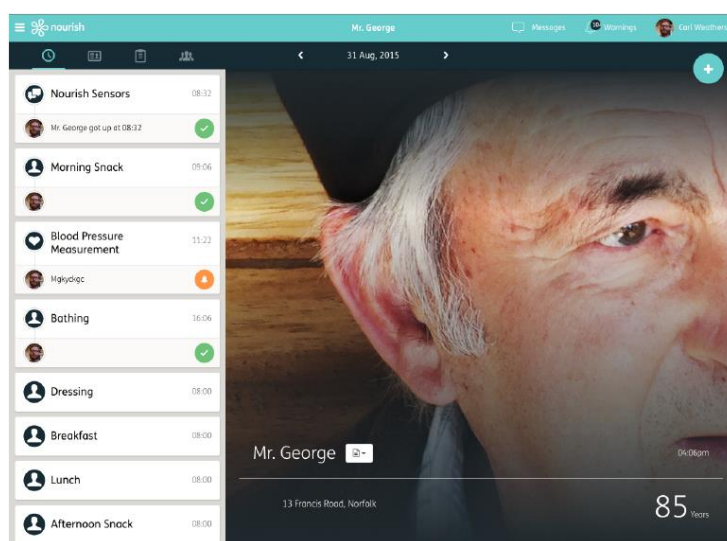 nourish
Mr. George
Messages
Warnings
Carl Weathers
31 Aug, 2015
Nourish Sensors 08:32
Mr. George got up at 08:32
Morning Snack 09:06
Blood Pressure
Measurement 11:22
Mgkyckgc
Bathing 16:06
Dressing 08:00
Breakfast 08:00
Lunch 08:00
Afternoon Snack 08:00
Mr. George
04:06pm
13 Francis Road, Norfolk
85 Years